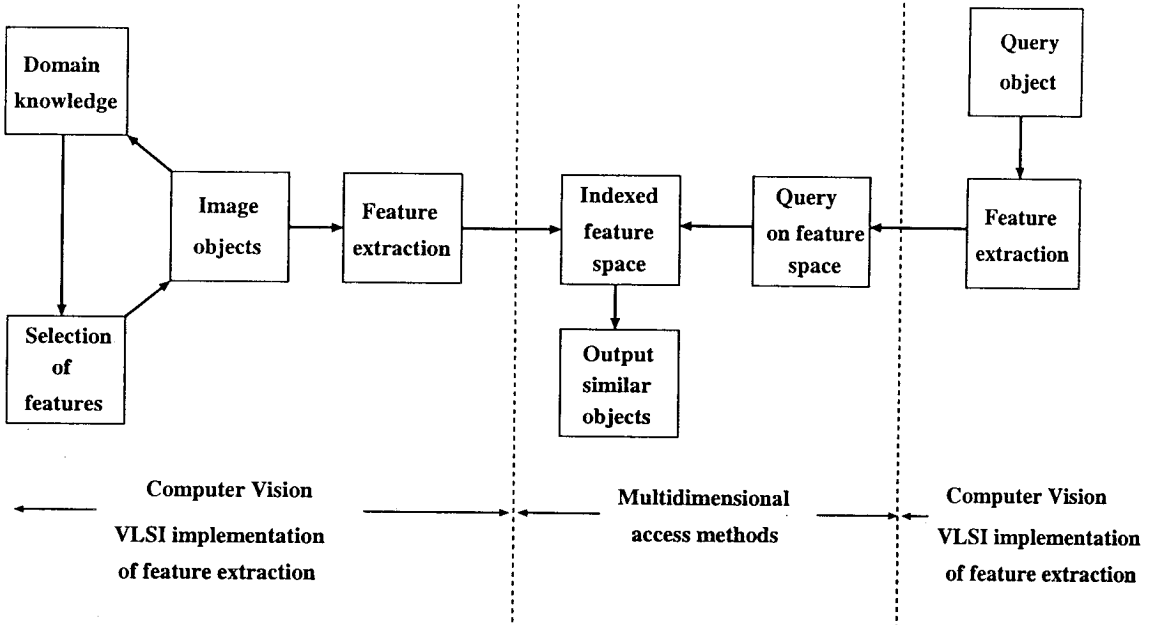 Domain
knowledge
Image
objects
Selection
of
features
Feature
extraction
Indexed
feature
space
Output
similar
objects
Query
on feature
space
Query
object
Feature
extraction
Computer Vision
VLSI implementation
of feature extraction
Multidimensional
access methods
Computer Vision
VLSI implementation
of feature extraction